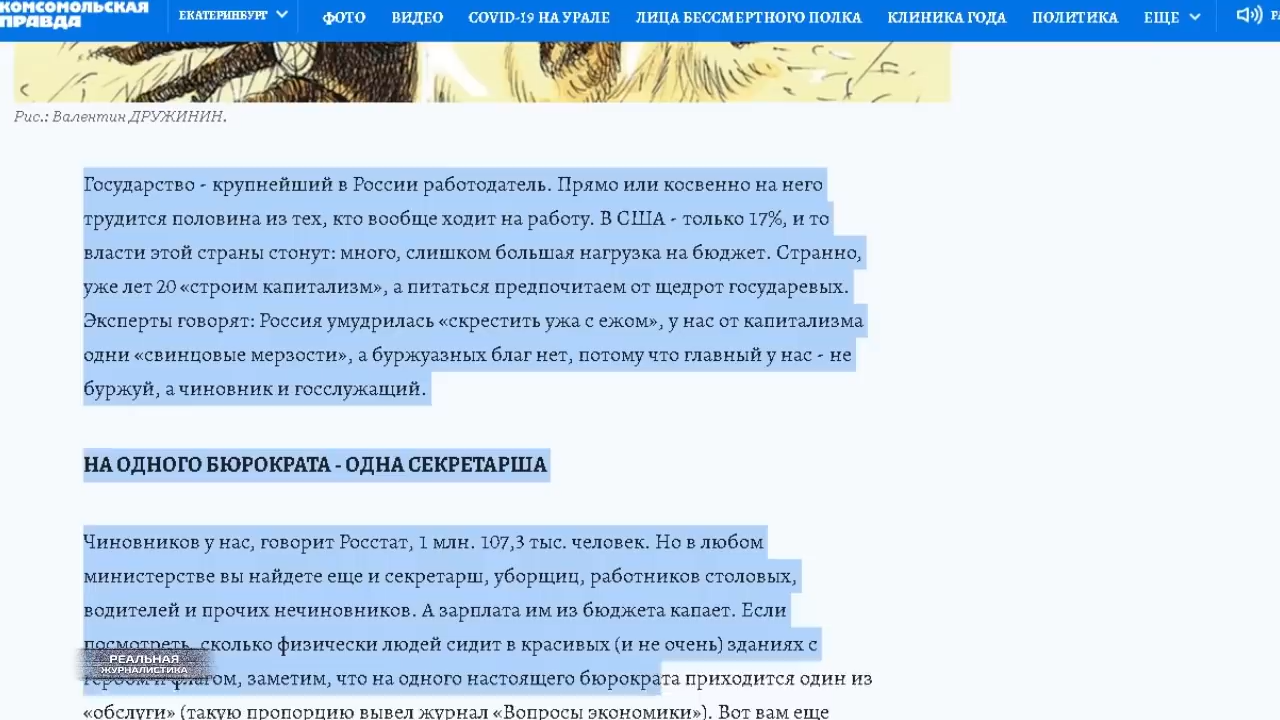 КОМСОМОЛЬСКАЯ
ПРАВДА
ЕКАТЕРИНБУРГ
ФОТО
ВИДЕО
COVID-19 НА УРАЛЕ
ЛИЦА БЕССМЕРТНОГО ПОЛКА
КЛИНИКА ГОДА
ПОЛИТИКА
ЕЩЕ
Рис.: Валентин ДРУЖИНИН.
Государство - крупнейший в России работодатель. Прямо или косвенно на него
трудится половина из тех, кто вообще ходит на работу. В США - только 17%, и то
власти этой страны стонут: много, слишком большая нагрузка на бюджет. Странно,
уже лет 20 «строим капитализм», а питаться предпочитаем от щедрот государевых.
Эксперты говорят: Россия умудрилась «скрестить ужа с ежом», у нас от капитализма
одни «свинцовые мерзости», а буржуазных благ нет, потому что главный у нас - не
буржуй, а чиновник и госслужащий.
НА ОДНОГО БЮРОКРАТА - ОДНА СЕКРЕТАРША
Чиновников у нас, говорит Росстат, 1 млн. 107,3 тыс. человек. Но в любом
министерстве вы найдете еще и секретарш, уборщиц, работников столовых,
водителей и прочих нечиновников. А зарплата им из бюджета капает. Если
посмотреть, сколько физически людей сидит в красивых (и не очень) зданиях с
гербом и флагом, заметим, что на одного настоящего бюрократа приходится один из
«обслуги» (такую пропорцию вывел журнал «Вопросы экономики»). Вот вам еще
РЕАЛЬНАЯ
ЖУРНАЛИСТИКА